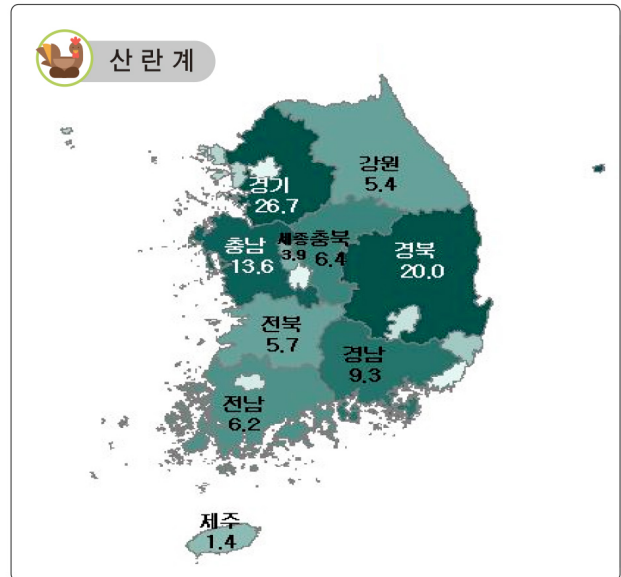 산란계
강원
5.4
경기
26.7
세종
3.9
충북
6.4
충남
13.6
경북
20.0
전북
5.7
경남
9.3
전남
6.2
제주
1.4